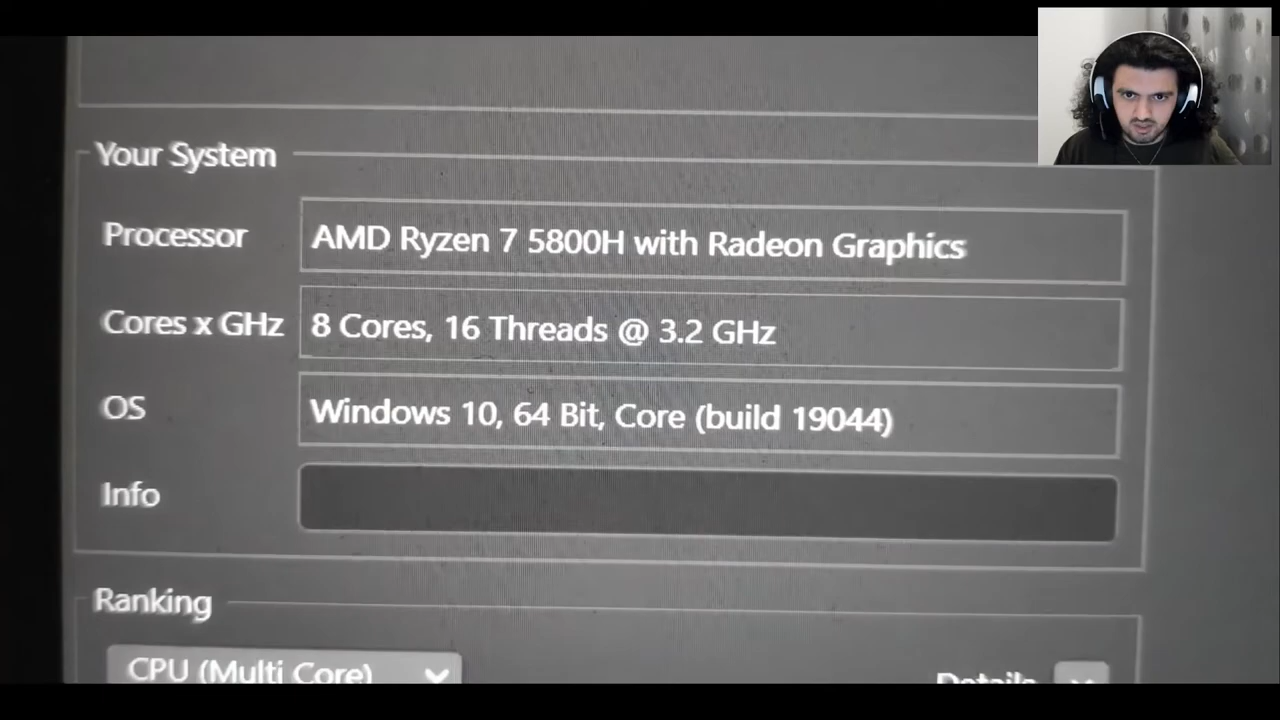 Your System
Processor
AMD Ryzen 7 5800H with Radeon Graphics
Cores x GHz
8 Cores, 16 Threads @ 3.2 GHz
OS
Windows 10, 64 Bit, Core (build 19044)
Info
Ranking
CPU (Multi Core)
Details